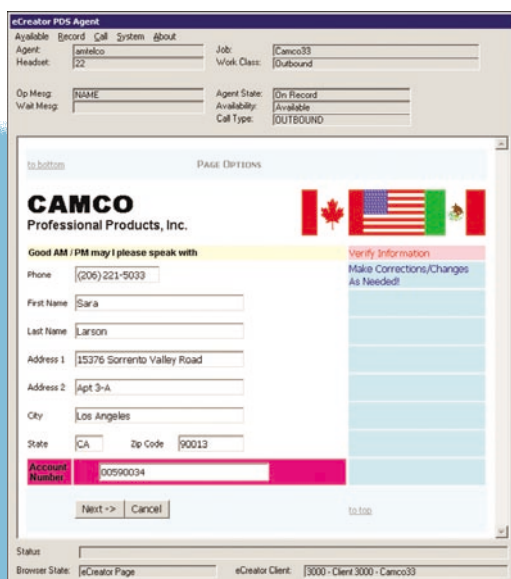 eCreator PDS Agent
Available Record Call System About
Agent: amtelco Job: Camco33
Headset: 22 Work Class: Outbound
Op Mesg: NAME Agent State: On Record
Wait Mesg: Availability: Available
Call Type: OUTBOUND
to bottom PAGE OPTIONS
CAMCO
Professional Products, Inc.
Good AM / PM may I please speak with Verify Information
Phone (206) 221-5033 Make Corrections/Changes
As Needed!
First Name Sara
Last Name Larson
Address 1 15376 Sorrento Valley Road
Address 2 Apt 3-A
City Los Angeles
State CA Zip Code 90013
Account
Number 00590034
Next -> Cancel to top
Status
Browser State: eCreator Page eCreator Client: 3000 - Client 3000 - Camco33